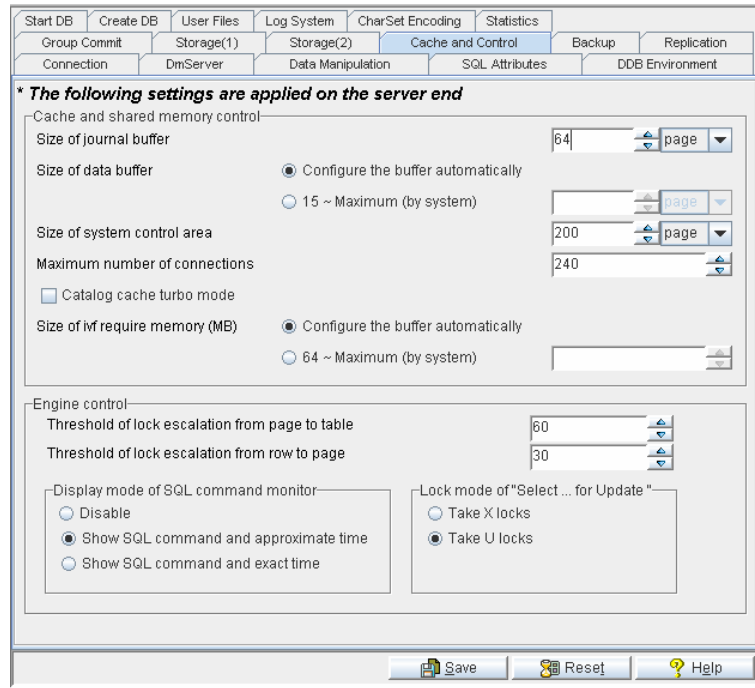 Start DB Create DB User Files Log System CharSet Encoding Statistics
Group Commit Storage(1) Storage(2) Cache and Control Backup Replication
Connection DmServer Data Manipulation SQL Attributes DDB Environment
* The following settings are applied on the server end
Cache and shared memory control
Size of journal buffer 64 page
Size of data buffer Configure the buffer automatically
15 ~ Maximum (by system) page
Size of system control area 200 page
Maximum number of connections 240
Catalog cache turbo mode
Size of ivf require memory (MB) Configure the buffer automatically
64 ~ Maximum (by system)
Engine control
Threshold of lock escalation from page to table 60
Threshold of lock escalation from row to page 30
Display mode of SQL command monitor Lock mode of "Select ... for Update "
Disable Take X locks
Show SQL command and approximate time Take U locks
Show SQL command and exact time
Save Reset Help